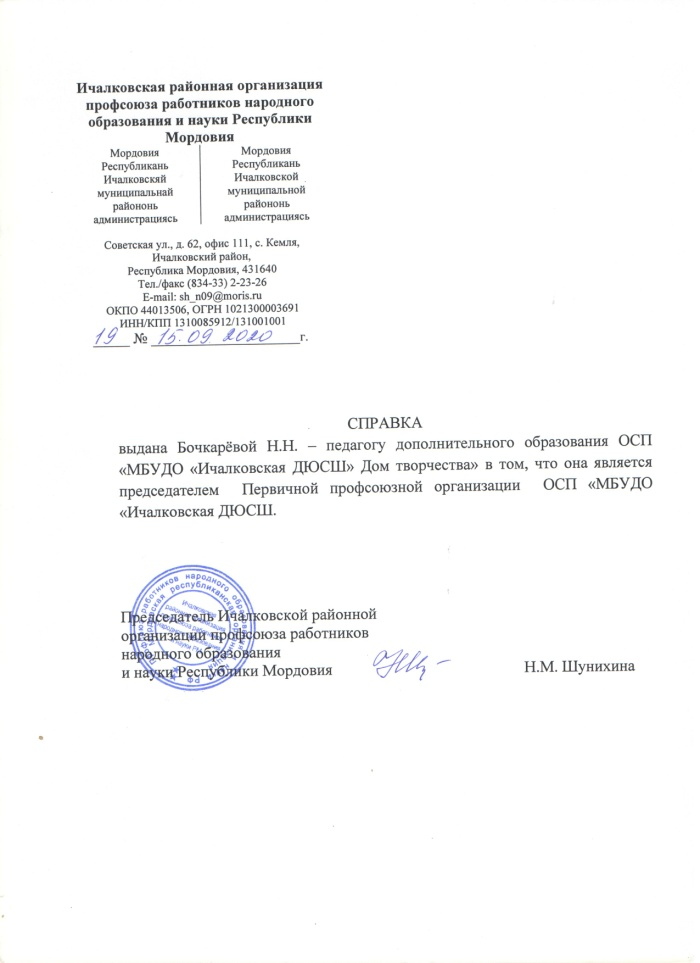 Ичалковская районная организация
профсоюза работников народного
образования и науки Республики
Мордовия
Мордовия
Республикань
Ичалковскяй
муниципальнай
райононь
администрациясь
Мордовия
Республикань
Ичалковской
муниципальной
райононь
администрациясь
Советская ул., д. 62, офис 111, с. Кемля,
Ичалковский район,
Республика Мордовия, 431640
Тел./факс (834-33) 2-23-26
E-mail: sh_n09@moris.ru
ОКПО 44013506, ОГРН 1021300003691
ИНН/КПП 1310085912/131001001
19 № 15.09 2020 г.
СПРАВКА
выдана Бочкарёвой Н.Н. – педагогу дополнительного образования ОСП
«МБУДО «Ичалковская ДЮСШ» Дом творчества» в том, что она является
председателем Первичной профсоюзной организации ОСП «МБУДО
«Ичалковская ДЮСШ.
Председатель Ичалковской районной
организации профсоюза работников
народного образования
и науки Республики Мордовия
Н.М. Шунихина